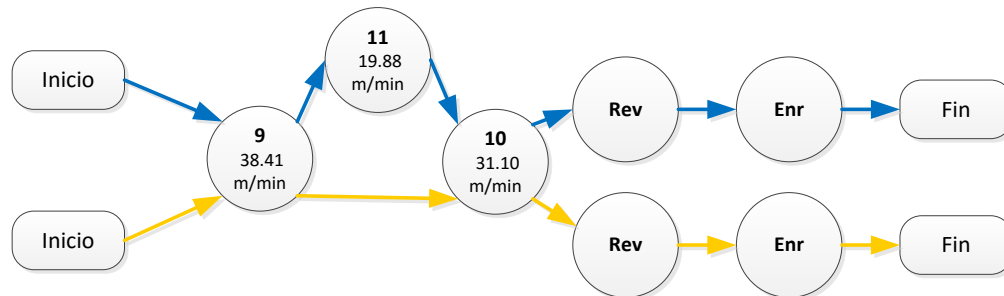 Inicio
11
19.88
m/min
9
38.41
m/min
10
31.10
m/min
Rev
Enr
Fin
Inicio
Rev
Enr
Fin